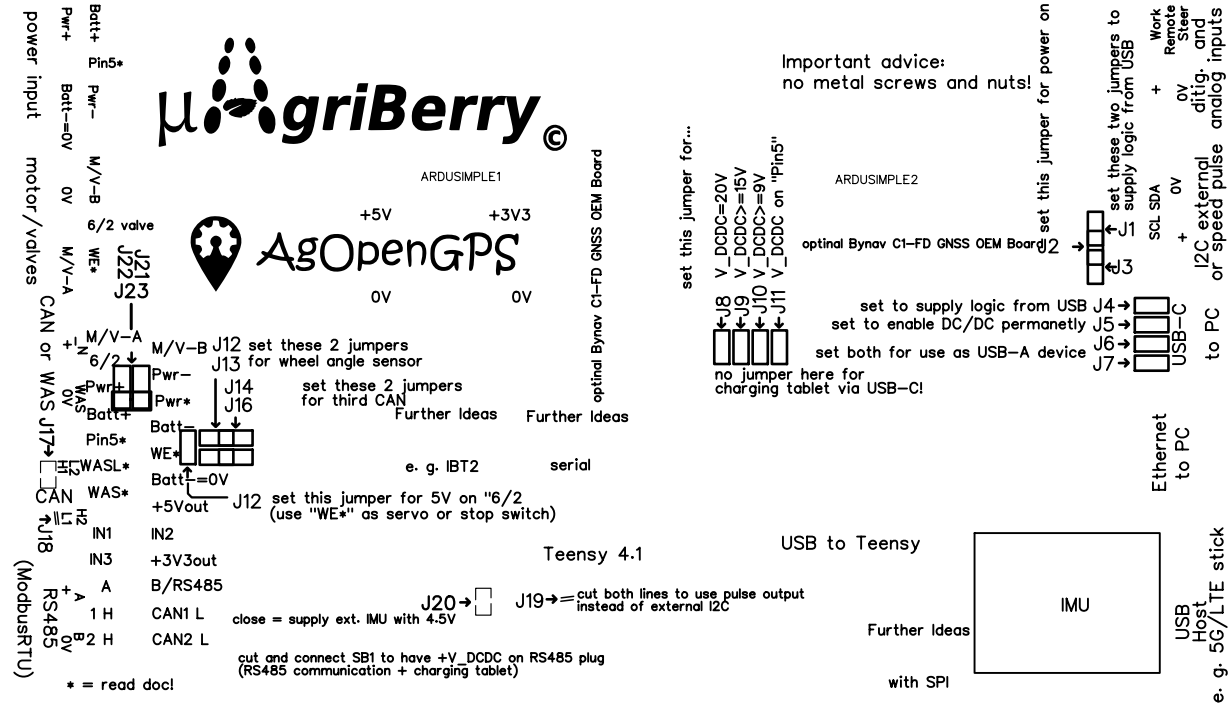 power input
motor/valves
Pwr+
Batt-=0V
0V
M/V-A
Batt+
Pin5*
Pwr-
M/V-B
6/2 valve
WE*
J22
J21
J23
µAgriBerry©
ARDUSIMPLE1
+5V
+3V3
AgOpenGPS
0V
0V
optinal Bynav C1-FD GNSS OEM Board
CAN or WAS
J17
+
IN
0V
WAS
M/V-A
6/2
M/V-B
Pwr+
Pwr-
Batt+
Pwr*
Pin5*
Batt-
WASL*
WE*
WAS*
Batt-=0V
+5Vout
IN1
IN2
IN3
+3V3out
A
B/RS485
1 H
CAN1 L
2 H
CAN2 L
H1
L2
CAN
L1
H2
J18
RS485
(ModbusRTU)
+
A
B
0V
* = read doc!
J12 set these 2 jumpers
J13 for wheel angle sensor
J14
J16
set these 2 jumpers
for third CAN
Further Ideas
Further Ideas
e. g. IBT2
serial
J12 set this jumper for 5V on "6/2
(use "WE*" as servo or stop switch)
Teensy 4.1
J20
close = supply ext. IMU with 4.5V
J19
cut both lines to use pulse output
instead of external I2C
cut and connect SB1 to have +V_DCDC on RS485 plug
(RS485 communication + charging tablet)
Important advice:
no metal screws and nuts!
set this jumper for...
J8 V_DCDC=20V
J9 V_DCDC>=15V
J10 V_DCDC>=9V
J11 V_DCDC on "Pin5"
no jumper here for
charging tablet via USB-C!
ARDUSIMPLE2
optinal Bynav C1-FD GNSS OEM Board
J2
set this jumper for power on
set these two jumpers to
supply logic from USB
J1
J3
set to supply logic from USB J4
set to enable DC/DC permanetly J5
J6
set both for use as USB-A device
J7
USB-C
to PC
Work
Remote
Steer
+
0V
ditig. and
analog inputs
SCL SDA
0V
+
I2C external
or speed pulse
Ethernet
to PC
USB to Teensy
IMU
Further Ideas
with SPI
USB
Host
e. g. 5G/LTE stick